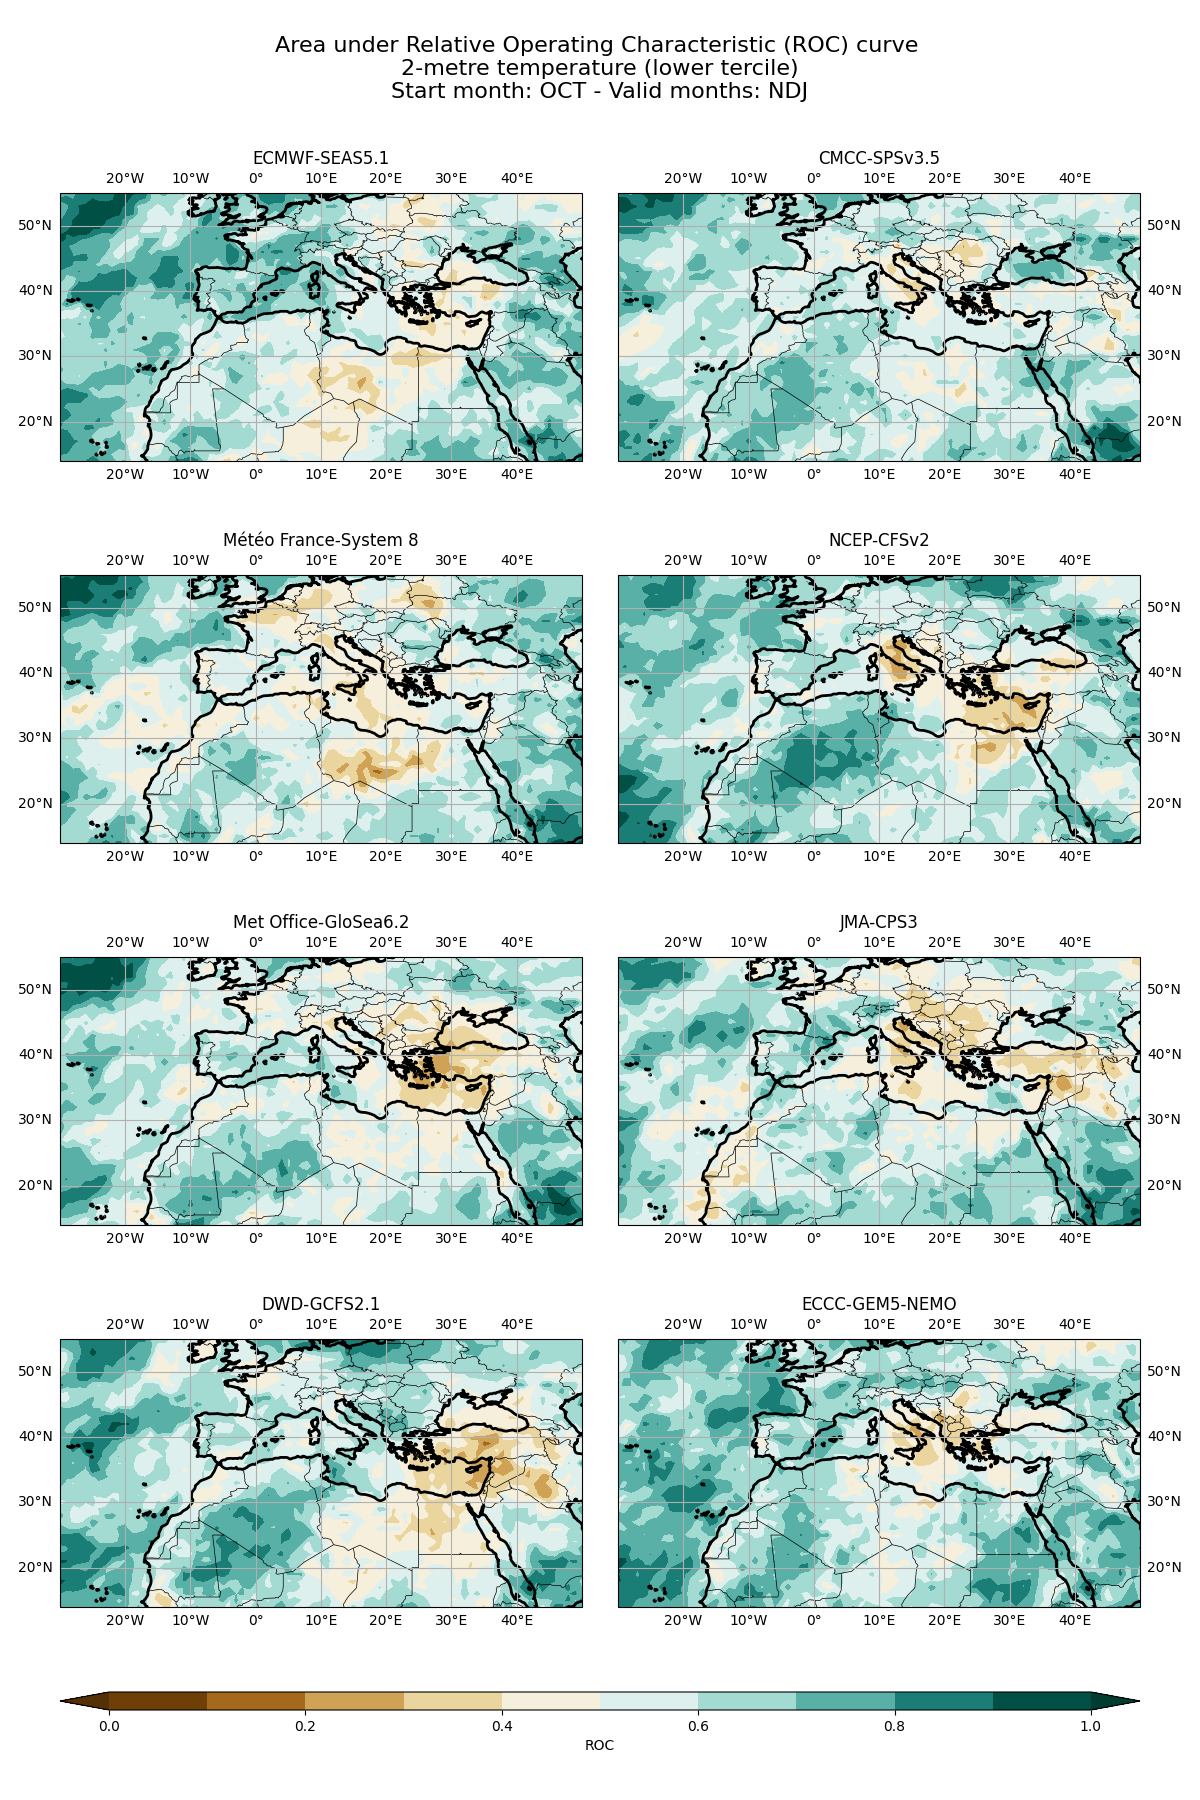 Area under Relative Operating Characteristic (ROC) curve
2-metre temperature (lower tercile)
Start month: OCT - Valid months: NDJ
ECMWF-SEAS5.1
20°W 10°W 0° 10°E 20°E 30°E 40°E
50°N
40°N
30°N
20°N
20°W 10°W 0° 10°E 20°E 30°E 40°E
CMCC-SPSv3.5
20°W 10°W 0° 10°E 20°E 30°E 40°E
50°N
40°N
30°N
20°N
20°W 10°W 0° 10°E 20°E 30°E 40°E
Météo France-System 8
20°W 10°W 0° 10°E 20°E 30°E 40°E
50°N
40°N
30°N
20°N
20°W 10°W 0° 10°E 20°E 30°E 40°E
NCEP-CFSv2
20°W 10°W 0° 10°E 20°E 30°E 40°E
50°N
40°N
30°N
20°N
20°W 10°W 0° 10°E 20°E 30°E 40°E
Met Office-GloSea6.2
20°W 10°W 0° 10°E 20°E 30°E 40°E
50°N
40°N
30°N
20°N
20°W 10°W 0° 10°E 20°E 30°E 40°E
JMA-CPS3
20°W 10°W 0° 10°E 20°E 30°E 40°E
50°N
40°N
30°N
20°N
20°W 10°W 0° 10°E 20°E 30°E 40°E
DWD-GCFS2.1
20°W 10°W 0° 10°E 20°E 30°E 40°E
50°N
40°N
30°N
20°N
20°W 10°W 0° 10°E 20°E 30°E 40°E
ECCC-GEM5-NEMO
20°W 10°W 0° 10°E 20°E 30°E 40°E
50°N
40°N
30°N
20°N
20°W 10°W 0° 10°E 20°E 30°E 40°E
0.0 0.2 0.4 0.6 0.8 1.0
ROC